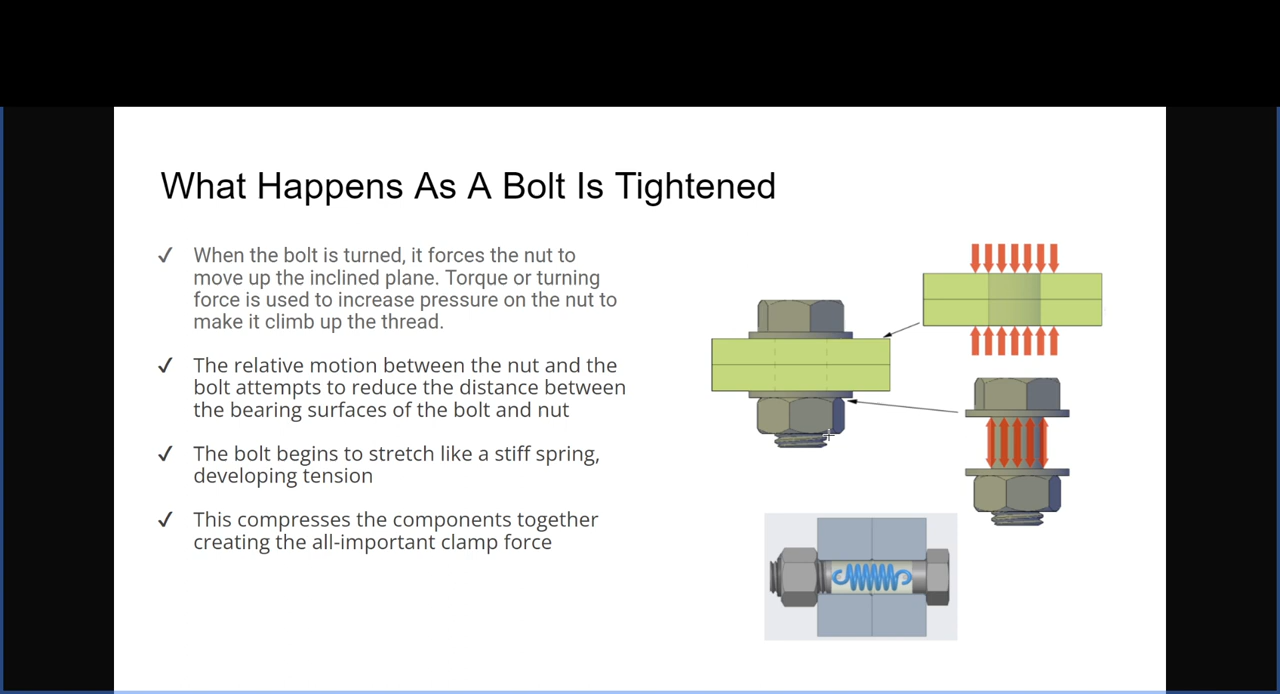 What Happens As A Bolt Is Tightened
✓ When the bolt is turned, it forces the nut to
move up the inclined plane. Torque or turning
force is used to increase pressure on the nut to
make it climb up the thread.
✓ The relative motion between the nut and the
bolt attempts to reduce the distance between
the bearing surfaces of the bolt and nut
✓ The bolt begins to stretch like a stiff spring,
developing tension
✓ This compresses the components together
creating the all-important clamp force